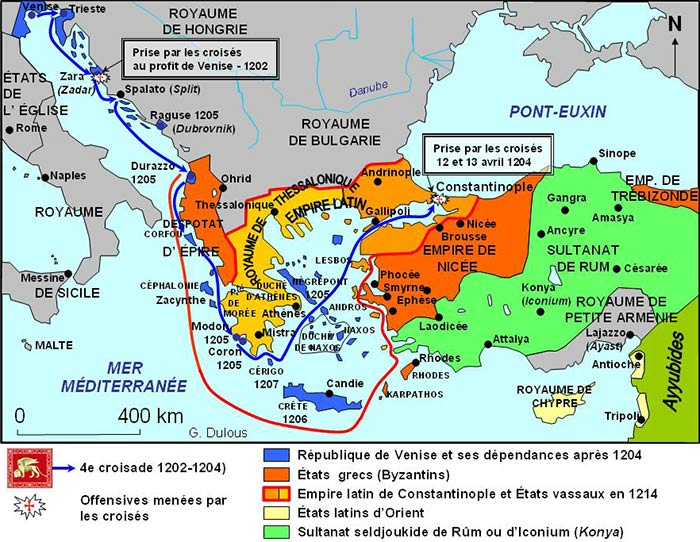 Venise
Trieste
ROYAUME
DE HONGRIE
Prise par les croisés
au profit de Venise - 1202
N
ÉTATS
DE
L' ÉGLISE
Zara
(Zadar)
Spalato (Split)
Danube
Raguse 1205
(Dubrovnik)
PONT-EUXIN
Rome
ROYAUME
DE BULGARIE
Prise par les croisés
12 et 13 avril 1204
Durazzo
1205
Ohrid
Andrinople
Constantinople
Sinope
Naples
Thessalonique
ROYAUME DE THESSALONIQUE
EMPIRE LATIN
Gallipoli
EMP. DE
TRÉBIZONDE
Gangra
Amasya
ROYAUME
DE SICILE
DESPOTAT
D' ÉPIRE
CORFOU
Nicée
Brousse
EMPIRE DE
NICÉE
Ancyre
SULTANAT
DE RUM
Césarée
LESBOS
Messine
CÉPHALONIE
Zacynthe
DUCHÉ
D'ATHÈNES
NÉGREPONT
1205
Phocée
Smyrne
Ephèse
Konya
(Iconium)
ROYAUME DE
PETITE ARMÉNIE
Pté
DE
MORÉE
Athènes
ANDROS
Modon
1205
Coron
1205
Mistra
NAXOS
DUCHÉ
DE NAXOS
Laodicée
Attalya
Lajazzo
(Ayast)
MALTE
CÉRIGO
1207
Rhodes
RHODES
Antioche
Ayyubides
MER
MÉDITERRANÉE
Candie
CRÈTE
1206
KARPATHOS
ROYAUME DE
CHYPRE
Tripoli
0 400 km
G. Dulous
4e croisade 1202-1204)
Offensives menées par
les croisés
République de Venise et ses dépendances après 1204
États grecs (Byzantins)
Empire latin de Constantinople et États vassaux en 1214
États latins d'Orient
Sultanat seldjoukide de Rûm ou d'Iconium (Konya)